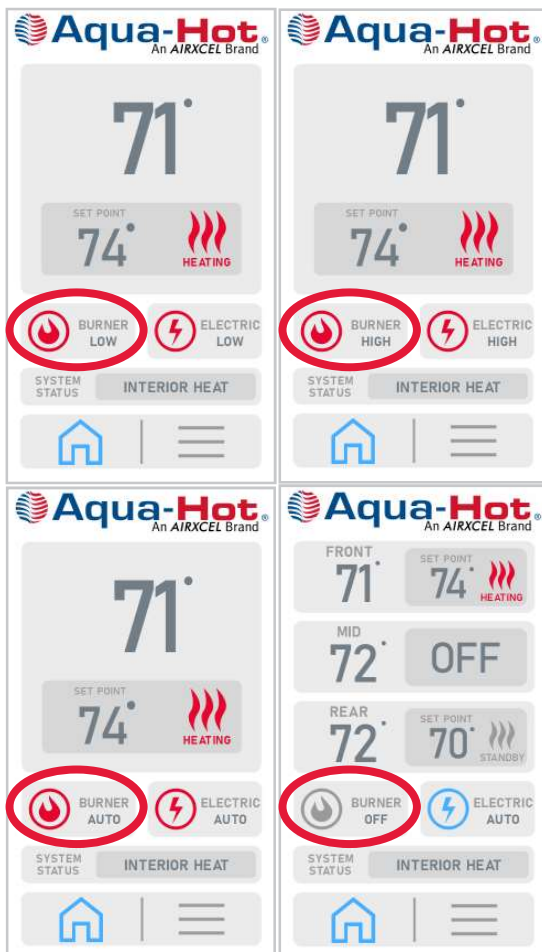 Aqua-Hot®
An AIRXCEL Brand
71°
SET POINT
74°
HEATING
BURNER
LOW
ELECTRIC
LOW
SYSTEM
STATUS
INTERIOR HEAT
Aqua-Hot®
An AIRXCEL Brand
71°
SET POINT
74°
HEATING
BURNER
HIGH
ELECTRIC
HIGH
SYSTEM
STATUS
INTERIOR HEAT
Aqua-Hot®
An AIRXCEL Brand
71°
SET POINT
74°
HEATING
BURNER
AUTO
ELECTRIC
AUTO
SYSTEM
STATUS
INTERIOR HEAT
Aqua-Hot®
An AIRXCEL Brand
FRONT
71°
SET POINT
74°
HEATING
MID
72°
OFF
REAR
72°
SET POINT
70°
STANDBY
BURNER
OFF
ELECTRIC
AUTO
SYSTEM
STATUS
INTERIOR HEAT